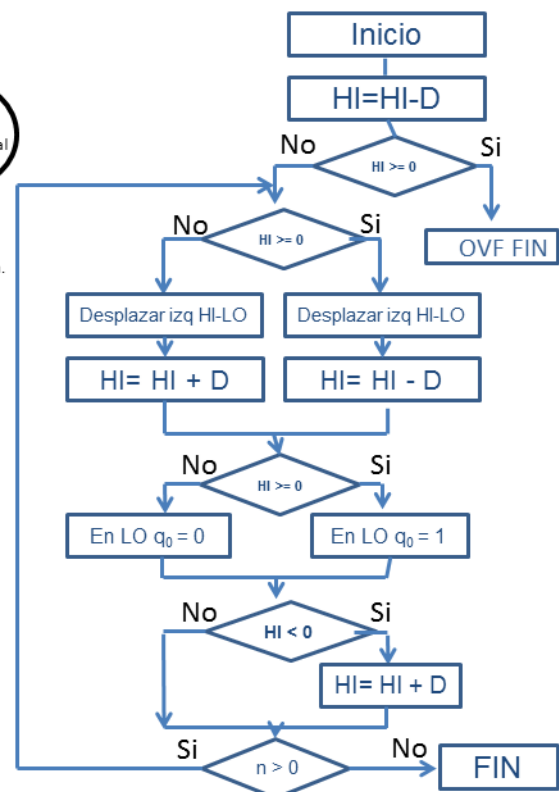 Inicio
HI=HI-D
al
No
HI >= 0
Si
No
HI >= 0
Si
OVF FIN
Desplazar izq HI-LO
Desplazar izq HI-LO
HI= HI + D
HI= HI - D
No
HI >= 0
Si
En LO q₀ = 0
En LO q₀ = 1
No
HI < 0
Si
HI= HI + D
Si
n > 0
No
FIN